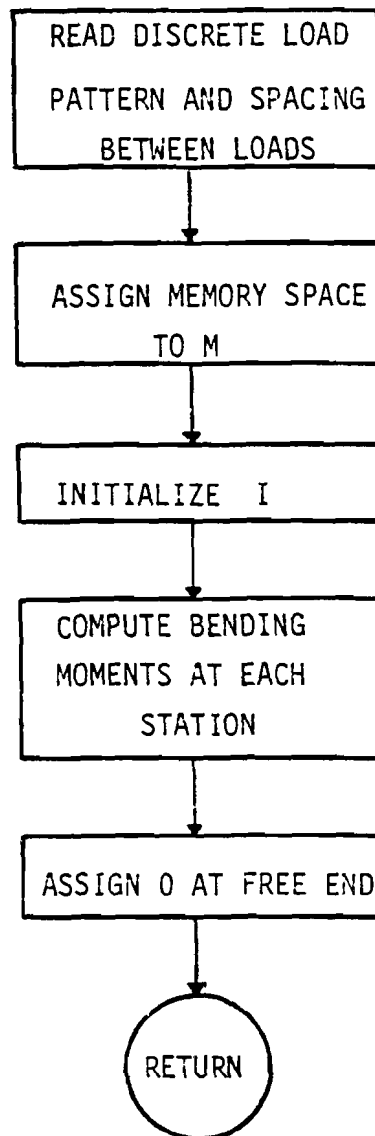 READ DISCRETE LOAD
PATTERN AND SPACING
BETWEEN LOADS
ASSIGN MEMORY SPACE
TO M
INITIALIZE I
COMPUTE BENDING
MOMENTS AT EACH
STATION
ASSIGN 0 AT FREE END
RETURN